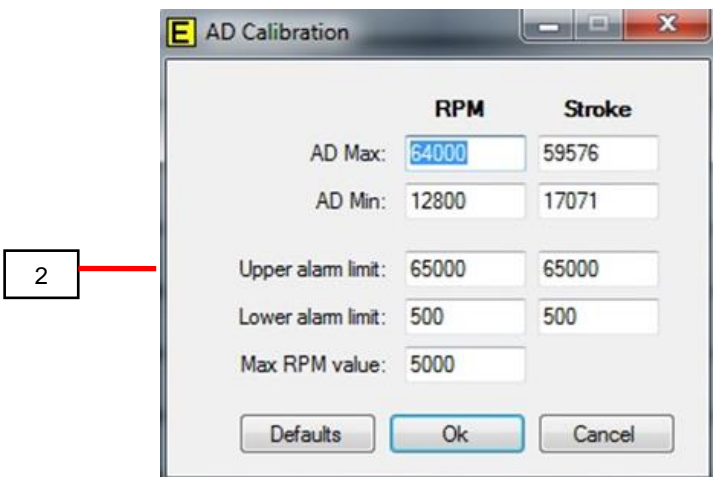 E AD Calibration
RPM Stroke
AD Max: 64000 59576
AD Min: 12800 17071
2
Upper alarm limit: 65000 65000
Lower alarm limit: 500 500
Max RPM value: 5000
Defaults Ok Cancel